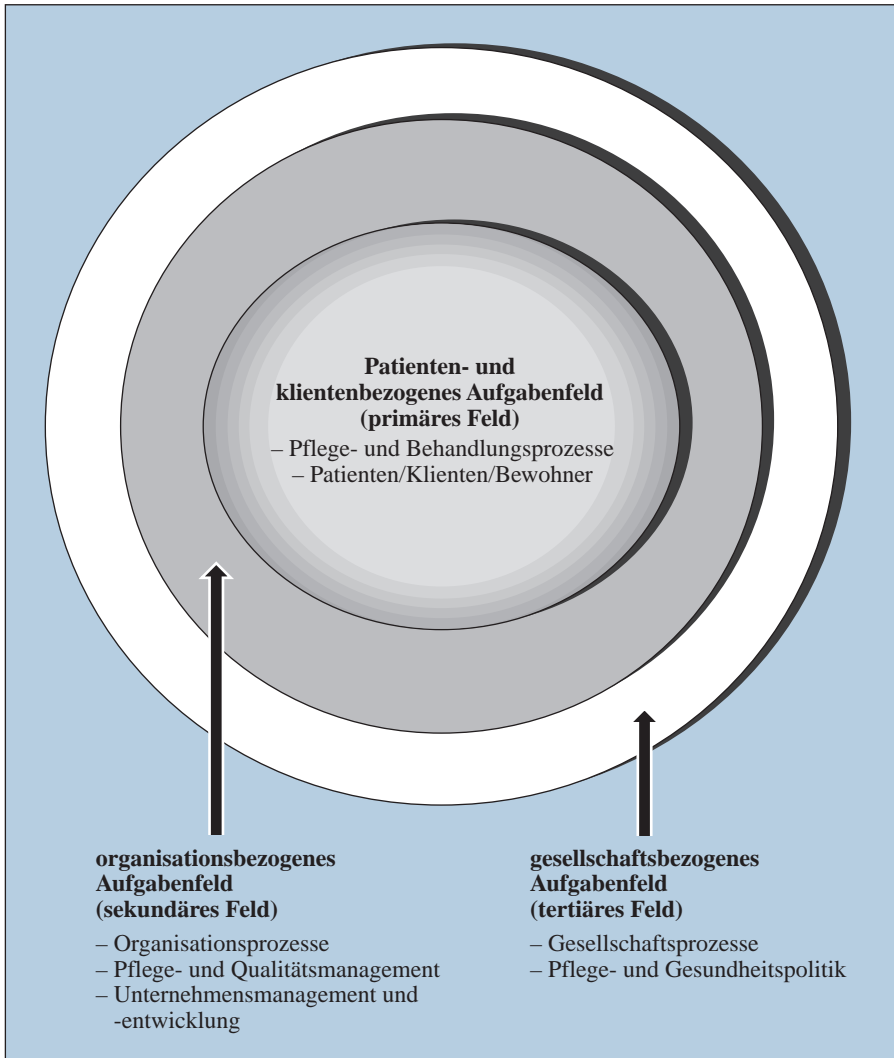 Patienten- und
klientenbezogenes Aufgabenfeld
(primäres Feld)
– Pflege- und Behandlungsprozesse
– Patienten/Klienten/Bewohner
organisationsbezogenes
Aufgabenfeld
(sekundäres Feld)
– Organisationsprozesse
– Pflege- und Qualitätsmanagement
– Unternehmensmanagement und
-entwicklung
gesellschaftsbezogenes
Aufgabenfeld
(tertiäres Feld)
– Gesellschaftsprozesse
– Pflege- und Gesundheitspolitik